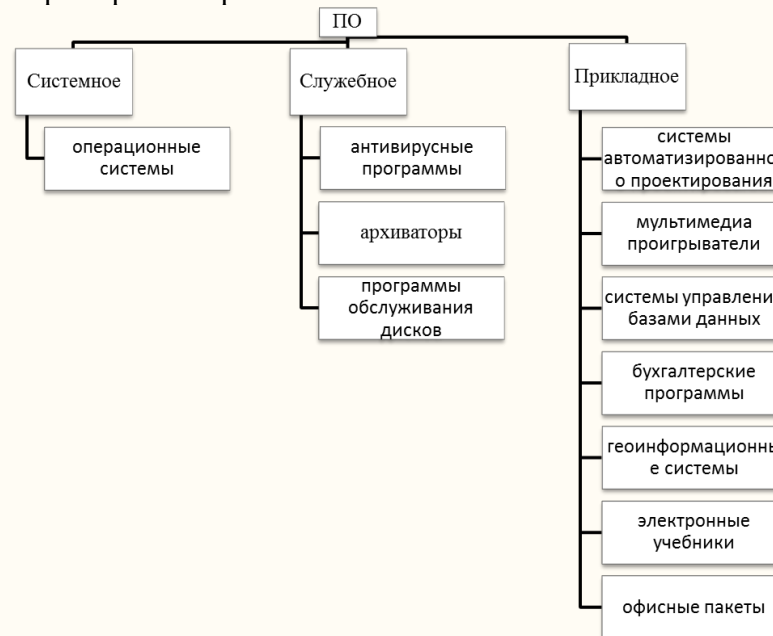 ПО
Системное
операционные
системы
Служебное
антивирусные
программы
архиваторы
программы
обслуживания
дисков
Прикладное
системы
автоматизированно
о проектирования
мультимедиа
проигрыватели
системы управлени
базами данных
бухгалтерские
программы
геоинформационны
е системы
электронные
учебники
офисные пакеты